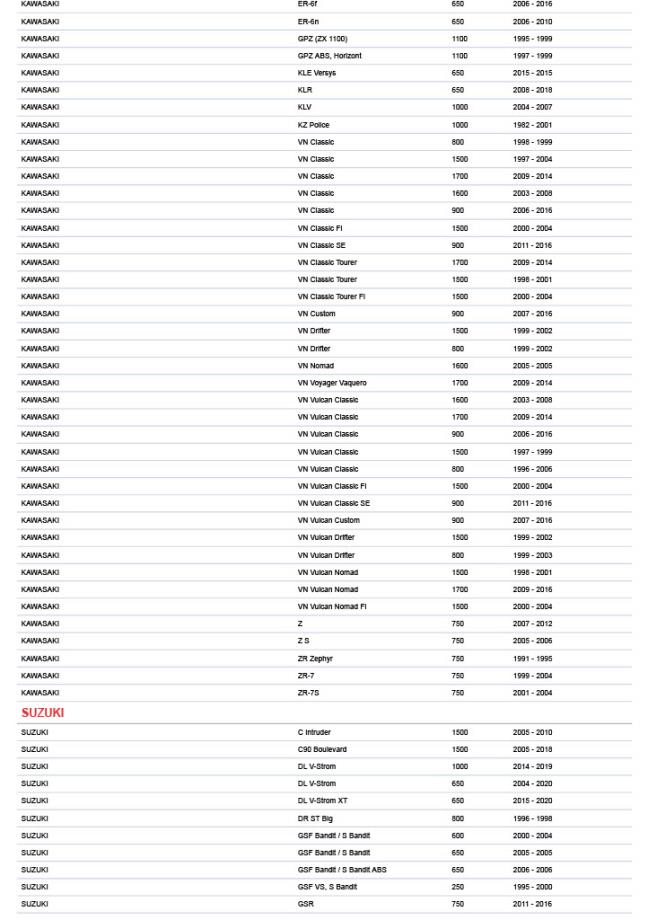 KAWASAKI ER-6f 650 2006 - 2016
KAWASAKI ER-6n 650 2006 - 2010
KAWASAKI GPZ (ZX 1100) 1100 1995 - 1999
KAWASAKI GPZ ABS, Horizont 1100 1997 - 1999
KAWASAKI KLE Versys 650 2015 - 2015
KAWASAKI KLR 650 2008 - 2018
KAWASAKI KLV 1000 2004 - 2007
KAWASAKI KZ Police 1000 1982 - 2001
KAWASAKI VN Classic 800 1998 - 1999
KAWASAKI VN Classic 1500 1997 - 2004
KAWASAKI VN Classic 1700 2009 - 2014
KAWASAKI VN Classic 1600 2003 - 2008
KAWASAKI VN Classic 900 2006 - 2016
KAWASAKI VN Classic FI 1500 2000 - 2004
KAWASAKI VN Classic SE 900 2011 - 2016
KAWASAKI VN Classic Tourer 1700 2009 - 2014
KAWASAKI VN Classic Tourer 1500 1998 - 2001
KAWASAKI VN Classic Tourer FI 1500 2000 - 2004
KAWASAKI VN Custom 900 2007 - 2016
KAWASAKI VN Drifter 1500 1999 - 2002
KAWASAKI VN Drifter 800 1999 - 2002
KAWASAKI VN Nomad 1600 2005 - 2005
KAWASAKI VN Voyager Vaquero 1700 2009 - 2014
KAWASAKI VN Vulcan Classic 1600 2003 - 2008
KAWASAKI VN Vulcan Classic 1700 2009 - 2014
KAWASAKI VN Vulcan Classic 900 2006 - 2016
KAWASAKI VN Vulcan Classic 1500 1997 - 1999
KAWASAKI VN Vulcan Classic 800 1996 - 2006
KAWASAKI VN Vulcan Classic FI 1500 2000 - 2004
KAWASAKI VN Vulcan Classic SE 900 2011 - 2016
KAWASAKI VN Vulcan Custom 900 2007 - 2016
KAWASAKI VN Vulcan Drifter 1500 1999 - 2002
KAWASAKI VN Vulcan Drifter 800 1999 - 2003
KAWASAKI VN Vulcan Nomad 1500 1998 - 2001
KAWASAKI VN Vulcan Nomad 1700 2009 - 2016
KAWASAKI VN Vulcan Nomad FI 1500 2000 - 2004
KAWASAKI Z 750 2007 - 2012
KAWASAKI Z S 750 2005 - 2006
KAWASAKI ZR Zephyr 750 1991 - 1995
KAWASAKI ZR-7 750 1999 - 2004
KAWASAKI ZR-7S 750 2001 - 2004
SUZUKI
SUZUKI C Intruder 1500 2005 - 2010
SUZUKI C90 Boulevard 1500 2005 - 2018
SUZUKI DL V-Strom 1000 2014 - 2019
SUZUKI DL V-Strom 650 2004 - 2020
SUZUKI DL V-Strom XT 650 2015 - 2020
SUZUKI DR ST Big 800 1996 - 1998
SUZUKI GSF Bandit / S Bandit 600 2000 - 2004
SUZUKI GSF Bandit / S Bandit 650 2005 - 2005
SUZUKI GSF Bandit / S Bandit ABS 650 2006 - 2006
SUZUKI GSF VS, S Bandit 250 1995 - 2000
SUZUKI GSR 750 2011 - 2016